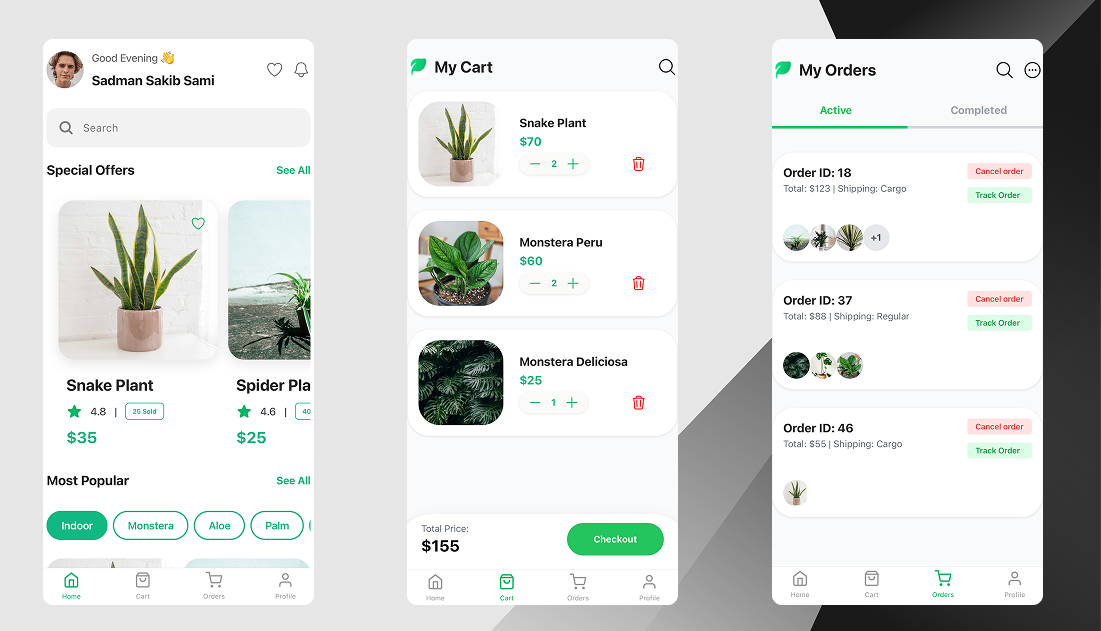 Good Evening 👋
Sadman Sakib Sami
Search
Special Offers
See All
Snake Plant
4.8 | 25 Sold
$35
Spider Pla
4.6 | 40
$25
Most Popular
See All
Indoor
Monstera
Aloe
Palm
Home
Cart
Orders
Profile
My Cart
Snake Plant
$70
2
Monstera Peru
$60
2
Monstera Deliciosa
$25
1
Total Price:
$155
Checkout
Home
Cart
Orders
Profile
My Orders
Active
Completed
Order ID: 18
Cancel order
Total: $123 | Shipping: Cargo
Track Order
+1
Order ID: 37
Cancel order
Total: $88 | Shipping: Regular
Track Order
Order ID: 46
Cancel order
Total: $55 | Shipping: Cargo
Track Order
Home
Cart
Orders
Profile